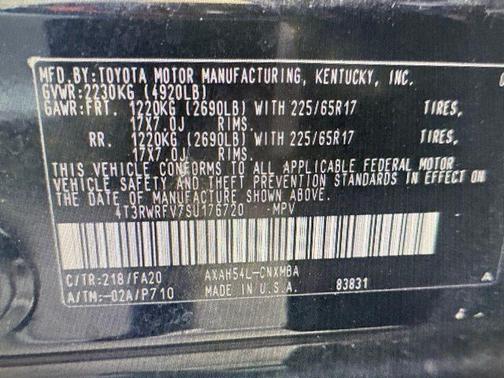 MFD.BY:TOYOTA MOTOR MANUFACTURING, KENTUCKY, INC.
GVWR:2230KG (4920LB)
GAWR:FRT. 1220KG (2690LB) WITH 225/65R17 TIRES,
17X7.0J RIMS.
RR. 1220KG (2690LB) WITH 225/65R17 TIRES,
17X7.0J RIMS.
THIS VEHICLE CONFORMS TO ALL APPLICABLE FEDERAL MOTOR
VEHICLE SAFETY AND THEFT PREVENTION STANDARDS IN EFFECT ON
THE DATE OF MANUFACTURE SHOWN ABOVE.
4T3RWRFV7SU176720 MPV
C/TR:218/FA20 AXAH54L-CNXMBA
A/TM:-02A/P710 MADE IN U.S.A. 83831